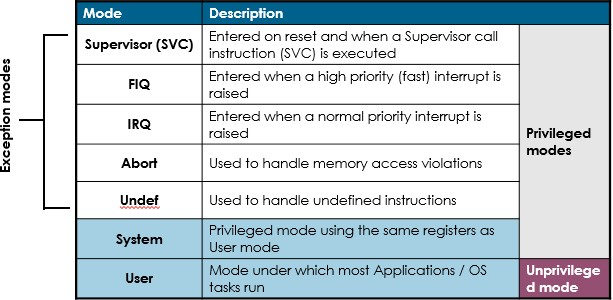 Mode Description
Supervisor (SVC) Entered on reset and when a Supervisor call
instruction (SVC) is executed
FIQ Entered when a high priority (fast) interrupt is
raised
IRQ Entered when a normal priority interrupt is
raised
Abort Used to handle memory access violations
Undef Used to handle undefined instructions
System Privileged mode using the same registers as
User mode
User Mode under which most Applications / OS
tasks run
Exception modes
Privileged
modes
Unprivilege
d mode